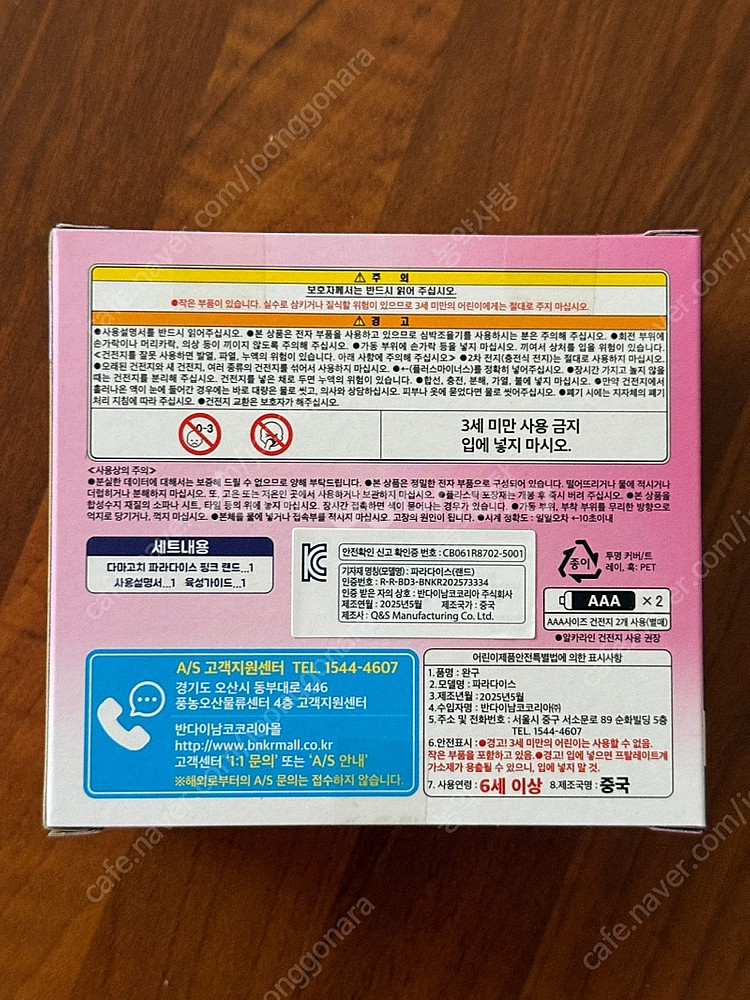 ⚠ 주 의
보호자께서는 반드시 읽어 주십시오.
●작은 부품이 있습니다. 실수로 삼키거나 질식할 위험이 있으므로 3세 미만의 어린이에게는 절대로 주지 마십시오.
⚠ 경 고
●사용설명서를 반드시 읽어주십시오. ●본 상품은 전자 부품을 사용하고 있으므로 심박조율기를 사용하시는 분은 주의해 주십시오. ●회전 부위에
손가락이나 머리카락, 의상 등이 끼이지 않도록 주의해 주십시오. ●가동 부위에 손가락 등을 넣지 마십시오. 끼여서 상처를 입을 위험이 있습니다.
<건전지를 잘못 사용하면 발열, 파열, 누액의 위험이 있습니다. 아래 사항에 주의해 주십시오> ●2차 전지(충전식 전지)는 절대로 사용하지 마십시오.
●오래된 건전지와 새 건전지, 여러 종류의 건전지를 섞어서 사용하지 마십시오. ●+-(플러스마이너스)를 정확히 넣어주십시오. ●장시간 가지고 놀지 않을
때는 건전지를 분리해 주십시오. 건전지를 넣은 채로 두면 누액의 위험이 있습니다. ●합선, 충전, 분해, 가열, 불에 넣지 마십시오. ●만약 건전지에서
흘러나온 액이 눈에 들어간 경우에는 바로 대량은 물로 씻고, 의사와 상담하십시오. 피부나 옷에 묻었다면 물로 씻어주십시오. ●폐기 시에는 지자체의 폐기
처리 지침에 따라 주십시오. ●건전지 교환은 보호자가 해주십시오.
0-3
3세 미만 사용 금지
입에 넣지 마시오.
<사용상의 주의>
●분실한 데이터에 대해서는 보증해 드릴 수 없으므로 양해 부탁드립니다. ●본 상품은 정밀한 전자 부품으로 구성되어 있습니다. 떨어뜨리거나 물에 적시거나
더럽히거나 분해하지 마십시오. 또, 고온 또는 저온인 곳에서 사용하거나 보관하지 마십시오. ●플라스틱 포장재는 개봉 후 즉시 버려 주십시오. ●본 상품을
합성수지 재질의 소파나 시트, 타일 등의 위에 놓지 마십시오. 장시간 접촉하면 색이 묻어나는 경우가 있습니다. ●가동 부위, 부착 부위를 무리한 방향으로
억지로 당기거나, 꺾지 마십시오. ●본체를 물에 넣거나 접속부를 적시지 마십시오. 고장의 원인이 됩니다. ●시계 정확도 : 일일오차 +-10초이내
세트내용
다마고치 파라다이스 핑크 랜드...1
사용설명서...1 육성가이드...1
안전확인 신고 확인증 번호 : CB061R8702-5001
기자재 명칭(모델명) : 파라다이스(랜드)
인증번호 : R-R-BD3-BNKR202573334
인증 받은 자의 상호 : 반다이남코코리아 주식회사
제조연월 : 2025년5월 제조국가 : 중국
제조사 : Q&S Manufacturing Co. Ltd.
종이
투명 커버/트
레이, 훅: PET
AAA ×2
AAA사이즈 건전지 2개 사용(별매)
●알카라인 건전지 사용 권장
A/S 고객지원센터 TEL 1544-4607
경기도 오산시 동부대로 446
풍농오산물류센터 4층 고객지원센터
반다이남코코리아몰
http://www.bnkrmall.co.kr
고객센터 '1:1 문의' 또는 'A/S 안내'
※해외로부터의 A/S 문의는 접수하지 않습니다.
어린이제품안전특별법에 의한 표시사항
1.품명 : 완구
2.모델명 : 파라다이스
3.제조년월 : 2025년5월
4.수입자명 : 반다이남코코리아㈜
5.주소 및 전화번호 : 서울시 중구 서소문로 89 순화빌딩 5층
TEL. 1544-4607
6.안전표시 : ●경고! 3세 미만의 어린이는 사용할 수 없음.
작은 부품을 포함하고 있음. ●경고! 입에 넣으면 프탈레이트계
가소제가 용출될 수 있으니, 입에 넣지 말 것.
7. 사용연령 : 6세 이상 8.제조국명 : 중국
cafe.naver.com/joonggonara
농약사탕